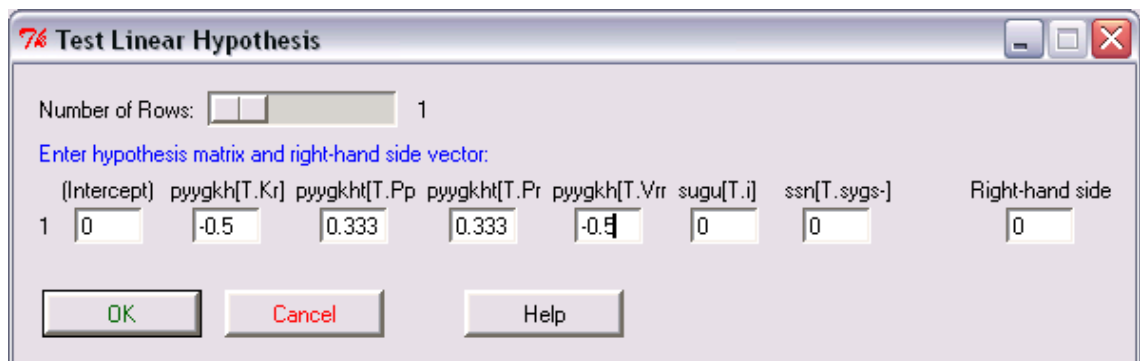 Test Linear Hypothesis
Number of Rows: 1
Enter hypothesis matrix and right-hand side vector:
(Intercept) pyygkh[T.Kr] pyygkht[T.Pp pyygkht[T.Pr pyygkh[T.Vrr sugu[T.i] ssn[T.sygs-] Right-hand side
1 0 -0.5 0.333 0.333 -0.5 0 0 0
OK Cancel Help